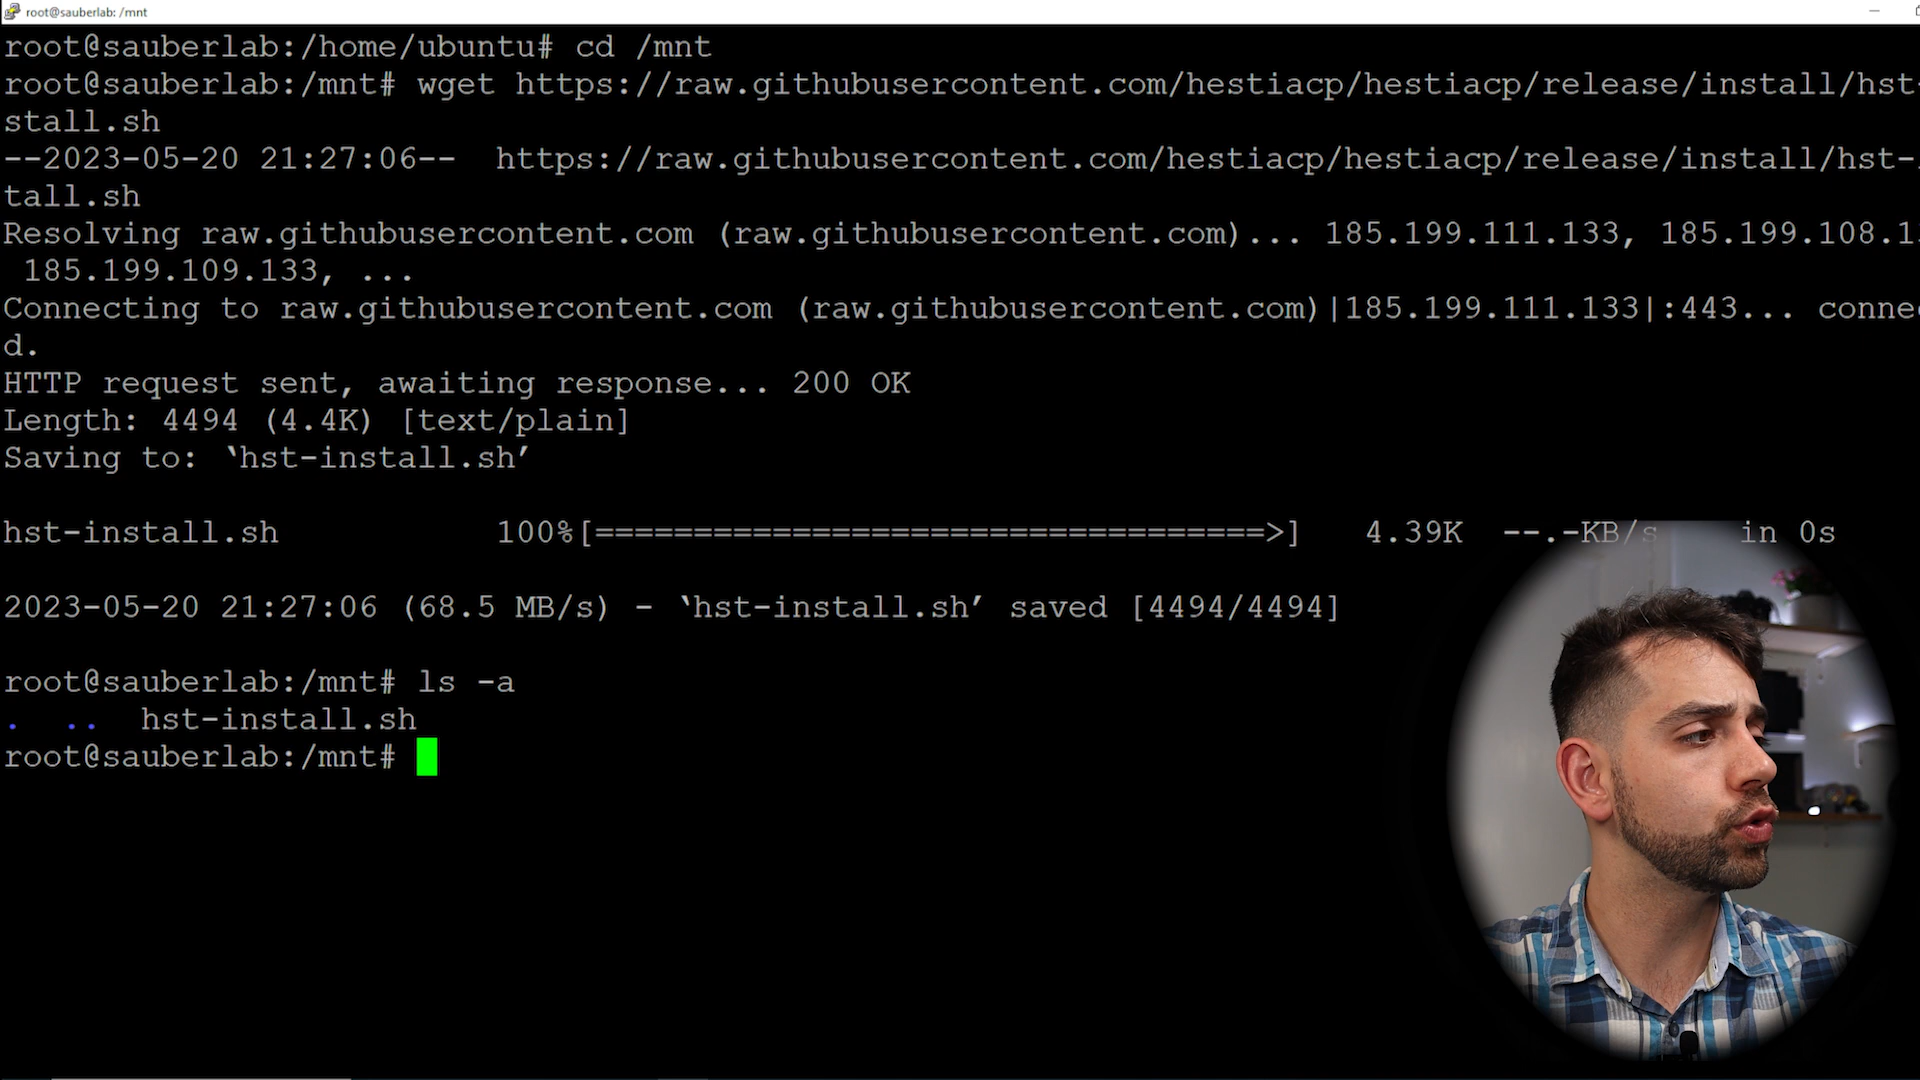 root@sauberlab: /mnt
root@sauberlab:/home/ubuntu# cd /mnt
root@sauberlab:/mnt# wget https://raw.githubusercontent.com/hestiacp/hestiacp/release/install/hst-
stall.sh
--2023-05-20 21:27:06--  https://raw.githubusercontent.com/hestiacp/hestiacp/release/install/hst-
tall.sh
Resolving raw.githubusercontent.com (raw.githubusercontent.com)... 185.199.111.133, 185.199.108.1
185.199.109.133, ...
Connecting to raw.githubusercontent.com (raw.githubusercontent.com)|185.199.111.133|:443... conne
d.
HTTP request sent, awaiting response... 200 OK
Length: 4494 (4.4K) [text/plain]
Saving to: ‘hst-install.sh’
hst-install.sh 100%[==================================>] 4.39K --.-KB/s in 0s
2023-05-20 21:27:06 (68.5 MB/s) - ‘hst-install.sh’ saved [4494/4494]
root@sauberlab:/mnt# ls -a
. .. hst-install.sh
root@sauberlab:/mnt#